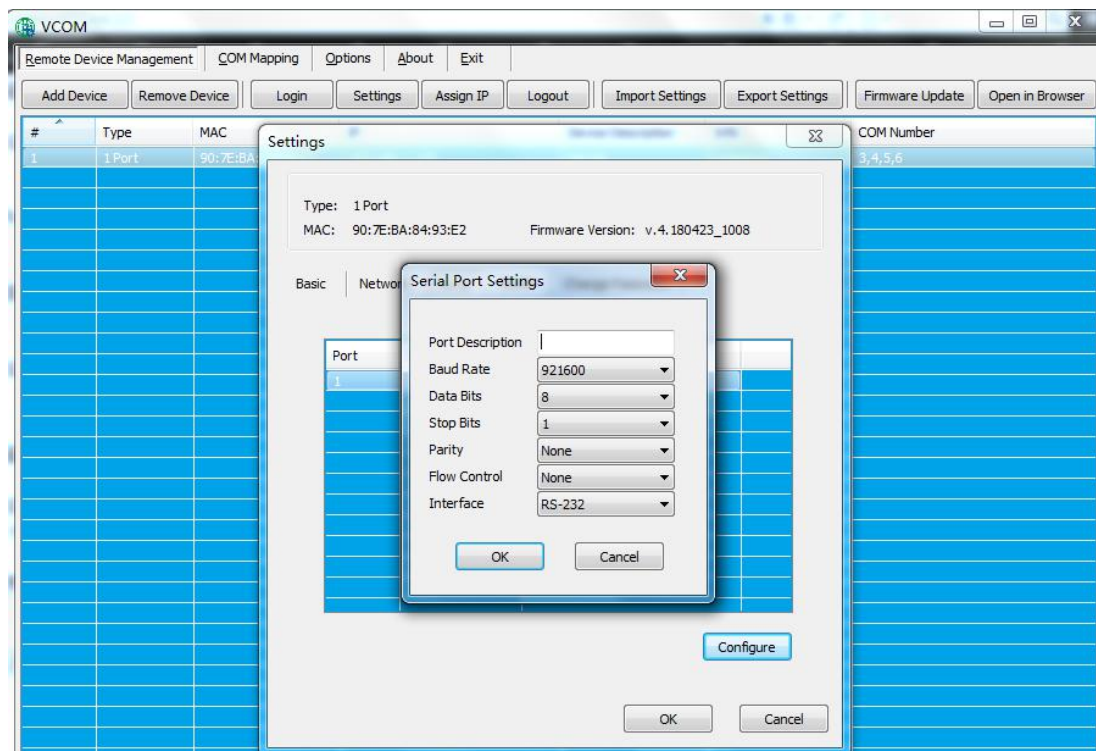 VCOM
Remote Device Management COM Mapping Options About Exit
Add Device Remove Device Login Settings Assign IP Logout Import Settings Export Settings Firmware Update Open in Browser
# Type MAC COM Number
1 1 Port 90:7E:BA 3,4,5,6
Settings
Type: 1 Port
MAC: 90:7E:BA:84:93:E2 Firmware Version: v.4.180423_1008
Basic Networ
Serial Port Settings
Port
1
Port Description
Baud Rate 921600
Data Bits 8
Stop Bits 1
Parity None
Flow Control None
Interface RS-232
OK Cancel
Configure
OK Cancel